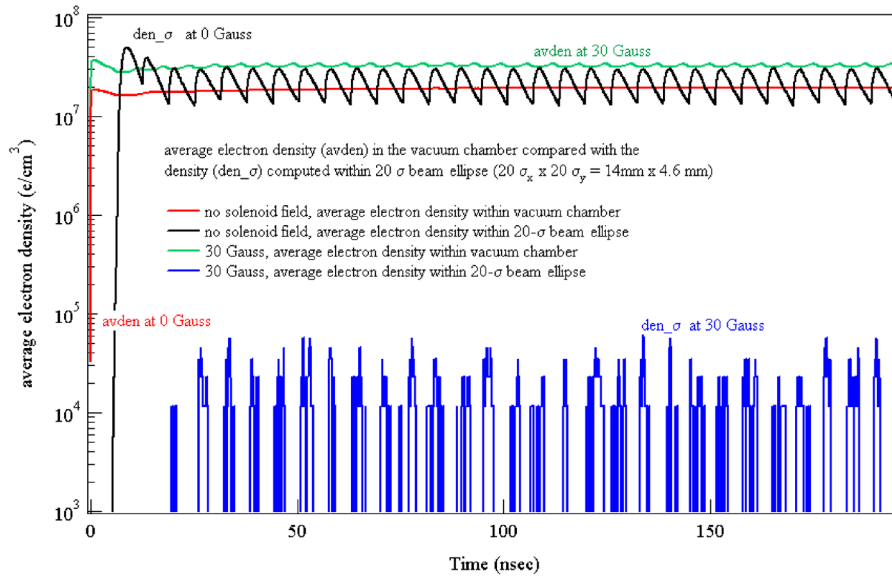 10^8
den_σ at 0 Gauss
avden at 30 Gauss
10^7
average electron density (avden) in the vacuum chamber compared with the
density (den_σ) computed within 20 σ beam ellipse (20 σ_x x 20 σ_y = 14mm x 4.6 mm)
10^6
no solenoid field, average electron density within vacuum chamber
no solenoid field, average electron density within 20-σ beam ellipse
30 Gauss, average electron density within vacuum chamber
30 Gauss, average electron density within 20-σ beam ellipse
average electron density (e/cm^3)
10^5
avden at 0 Gauss
den_σ at 30 Gauss
10^4
10^3
0 50 100 150
Time (nsec)